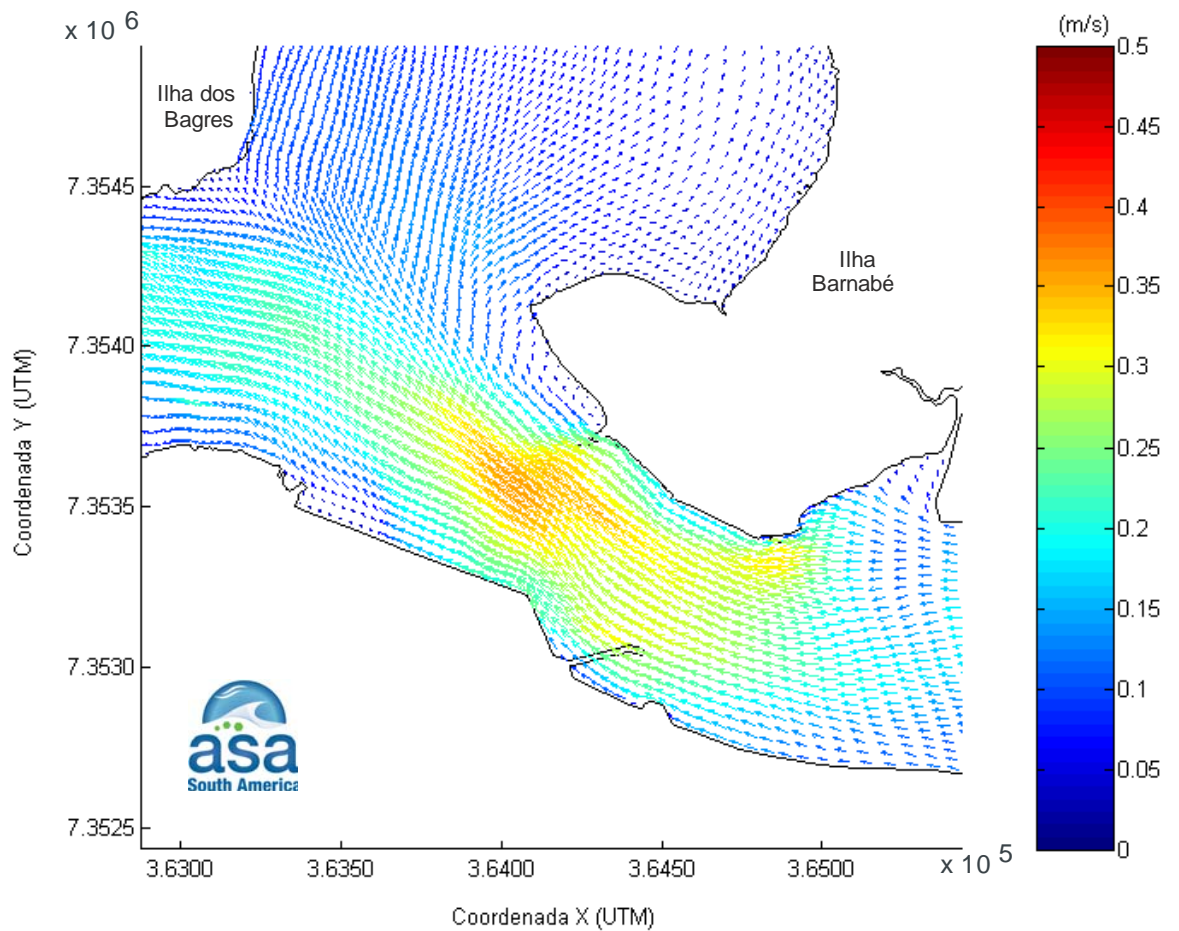 x 10 6
(m/s)
Ilha dos
Bagres
Ilha
Barnabé
7.3545
7.3540
7.3535
7.3530
7.3525
Coordenada Y (UTM)
0.5
0.45
0.4
0.35
0.3
0.25
0.2
0.15
0.1
0.05
0
asa
South America
3.6300
3.6350
3.6400
3.6450
3.6500
x 10 5
Coordenada X (UTM)